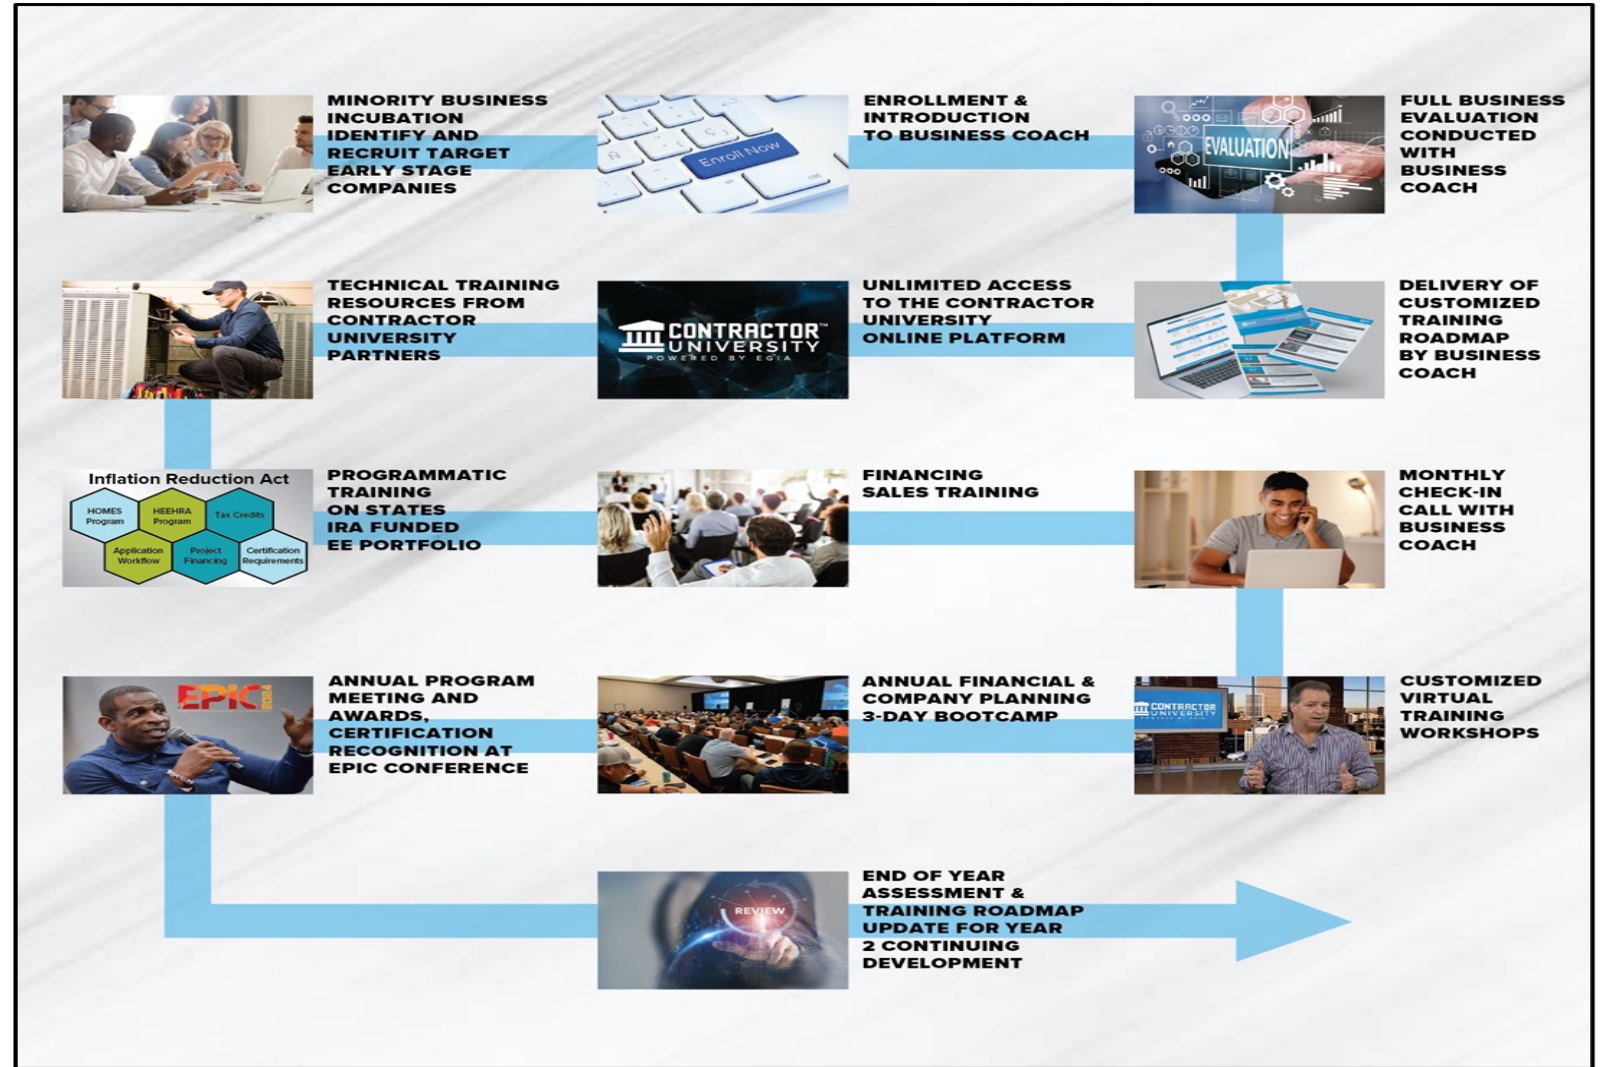 MINORITY BUSINESS
INCUBATION
IDENTIFY AND
RECRUIT TARGET
EARLY STAGE
COMPANIES
Enroll Now
ENROLLMENT &
INTRODUCTION
TO BUSINESS COACH
EVALUATION
FULL BUSINESS
EVALUATION
CONDUCTED
WITH
BUSINESS
COACH
TECHNICAL TRAINING
RESOURCES FROM
CONTRACTOR
UNIVERSITY
PARTNERS
CONTRACTOR™
UNIVERSITY
POWERED BY EGIA
UNLIMITED ACCESS
TO THE CONTRACTOR
UNIVERSITY
ONLINE PLATFORM
DELIVERY OF
CUSTOMIZED
TRAINING
ROADMAP
BY BUSINESS
COACH
Inflation Reduction Act
HOMES
Program
HEEHRA
Program
Tax Credits
Application
Workflow
Project
Financing
Certification
Requirements
PROGRAMMATIC
TRAINING
ON STATES
IRA FUNDED
EE PORTFOLIO
FINANCING
SALES TRAINING
MONTHLY
CHECK-IN
CALL WITH
BUSINESS
COACH
EPIC 2024
ANNUAL PROGRAM
MEETING AND
AWARDS,
CERTIFICATION
RECOGNITION AT
EPIC CONFERENCE
ANNUAL FINANCIAL &
COMPANY PLANNING
3-DAY BOOTCAMP
CONTRACTOR
UNIVERSITY
POWERED BY EGIA
CUSTOMIZED
VIRTUAL
TRAINING
WORKSHOPS
REVIEW
END OF YEAR
ASSESSMENT &
TRAINING ROADMAP
UPDATE FOR YEAR
2 CONTINUING
DEVELOPMENT